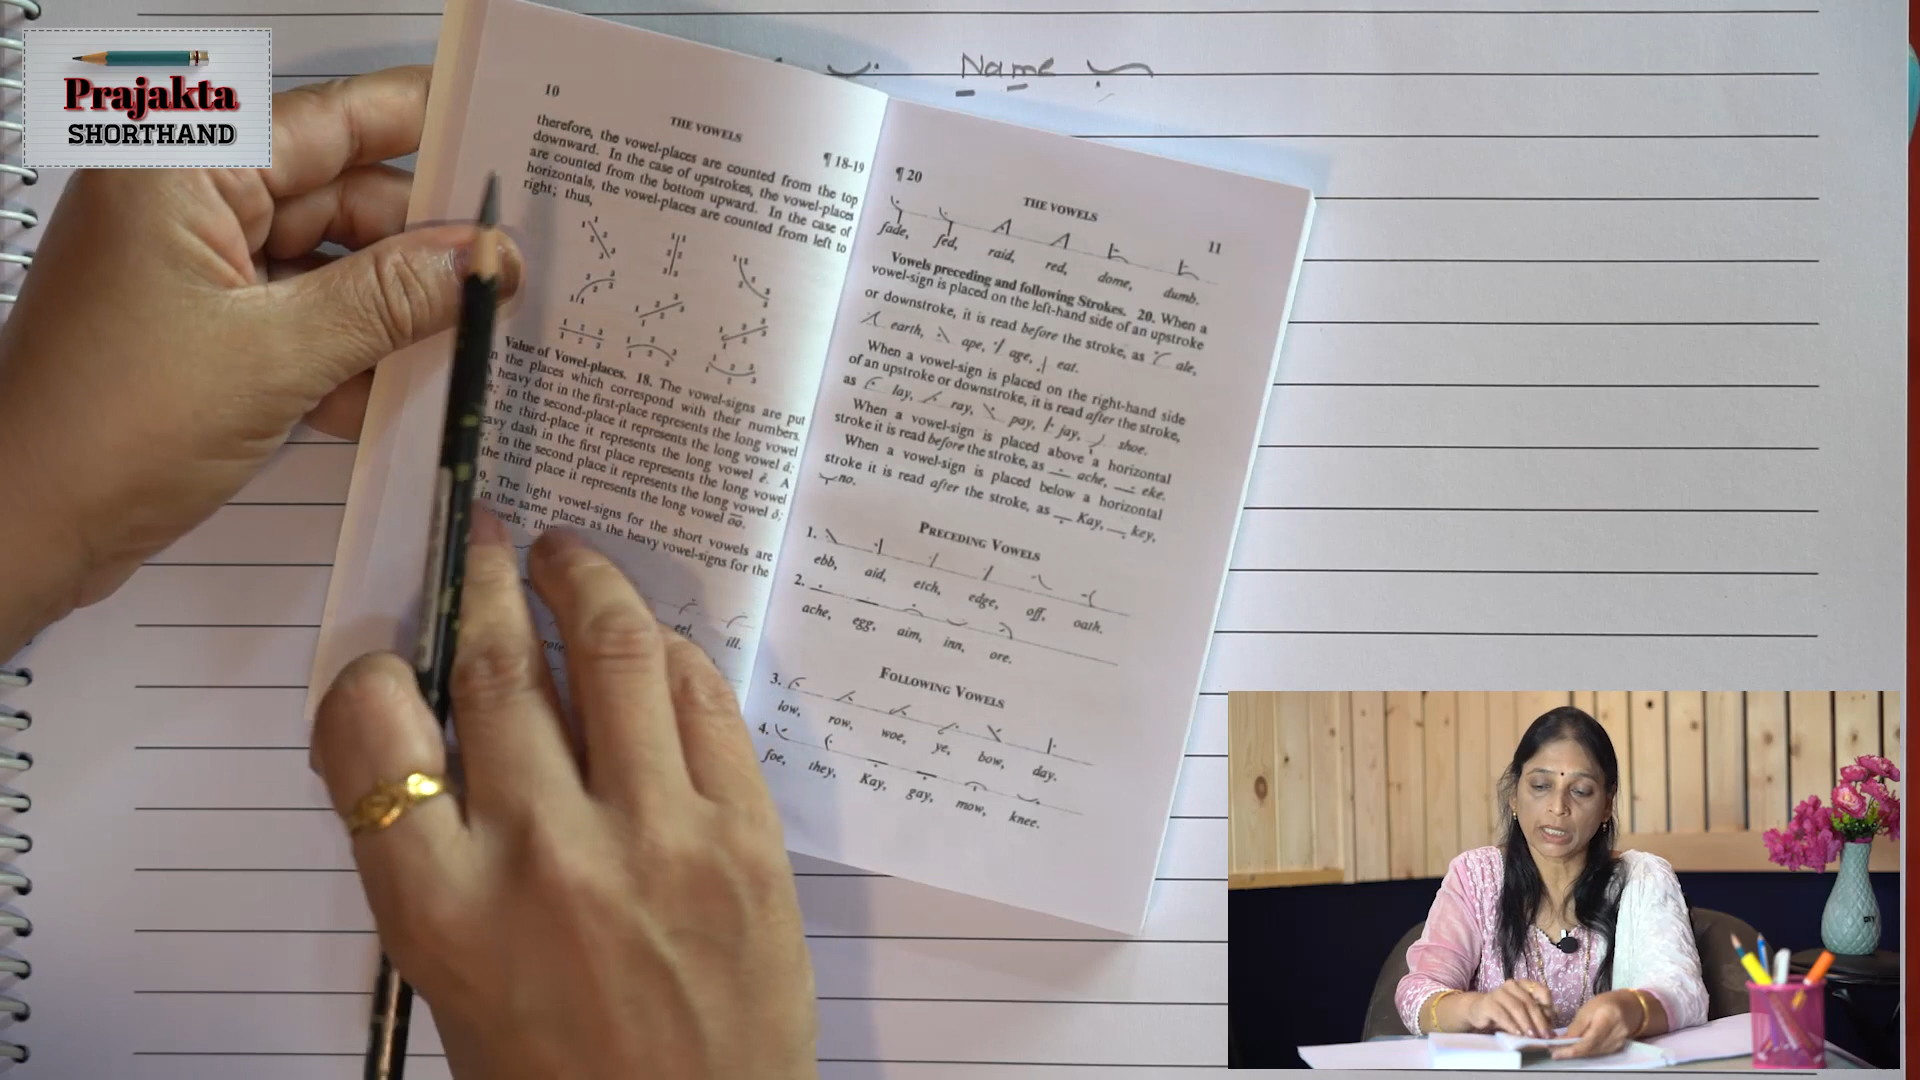 Prajakta
SHORTHAND
Name
10
THE VOWELS
¶ 18-19
therefore, the vowel-places are counted from the top
downward. In the case of upstrokes, the vowel-places
are counted from the bottom upward. In the case of
horizontals, the vowel-places are counted from left to
right; thus,
Value of Vowel-places. 18. The vowel-signs are put
in the places which correspond with their numbers.
heavy dot in the first-place represents the long vowel
in the second-place it represents the long vowel ā;
the third-place it represents the long vowel ē. A
heavy dash in the first place represents the long vowel
in the second place it represents the long vowel ō;
the third place it represents the long vowel o͞o.
The light vowel-signs for the short vowels are
in the same places as the heavy vowel-signs for the
vowels;
eel, ill.
¶ 20
THE VOWELS
11
fade, fed, raid, red, dome, dumb.
Vowels preceding and following Strokes. 20. When a
vowel-sign is placed on the left-hand side of an upstroke
or downstroke, it is read before the stroke, as ale,
earth, ape, age, eat.
When a vowel-sign is placed on the right-hand side
of an upstroke or downstroke, it is read after the stroke,
as lay, ray, pay, jay, shoe.
When a vowel-sign is placed above a horizontal
stroke it is read before the stroke, as ache, eke.
When a vowel-sign is placed below a horizontal
stroke it is read after the stroke, as Kay, key,
no.
PRECEDING VOWELS
1.
ebb, aid, etch, edge, off, oath.
2.
ache, egg, aim, inn, ore.
FOLLOWING VOWELS
3.
low, row, woe, ye, bow, day.
4.
foe, they, Kay, gay, mow, knee.